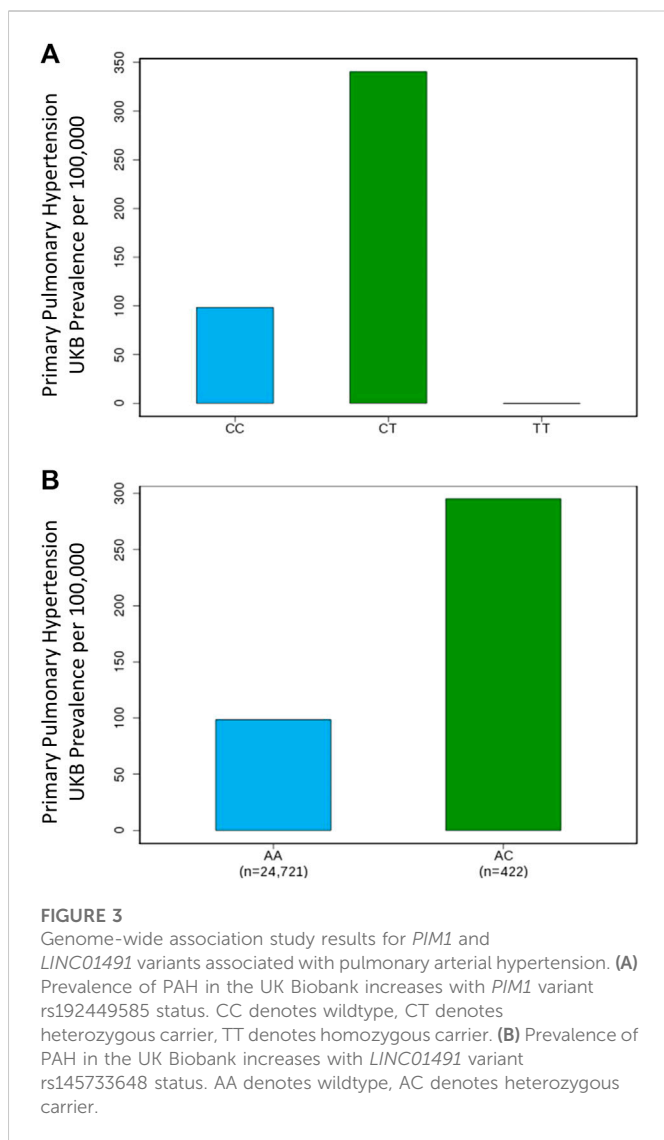 A
Primary Pulmonary Hypertension
UKB Prevalence per 100,000
350
300
250
200
150
100
50
0
CC
CT
TT
B
Primary Pulmonary Hypertension
UKB Prevalence per 100,000
300
250
200
150
100
50
0
AA
(n=24,721)
AC
(n=422)
FIGURE 3
Genome-wide association study results for PIM1 and
LINC01491 variants associated with pulmonary arterial hypertension. (A)
Prevalence of PAH in the UK Biobank increases with PIM1 variant
rs192449585 status. CC denotes wildtype, CT denotes
heterozygous carrier, TT denotes homozygous carrier. (B) Prevalence of
PAH in the UK Biobank increases with LINC01491 variant
rs145733648 status. AA denotes wildtype, AC denotes heterozygous
carrier.